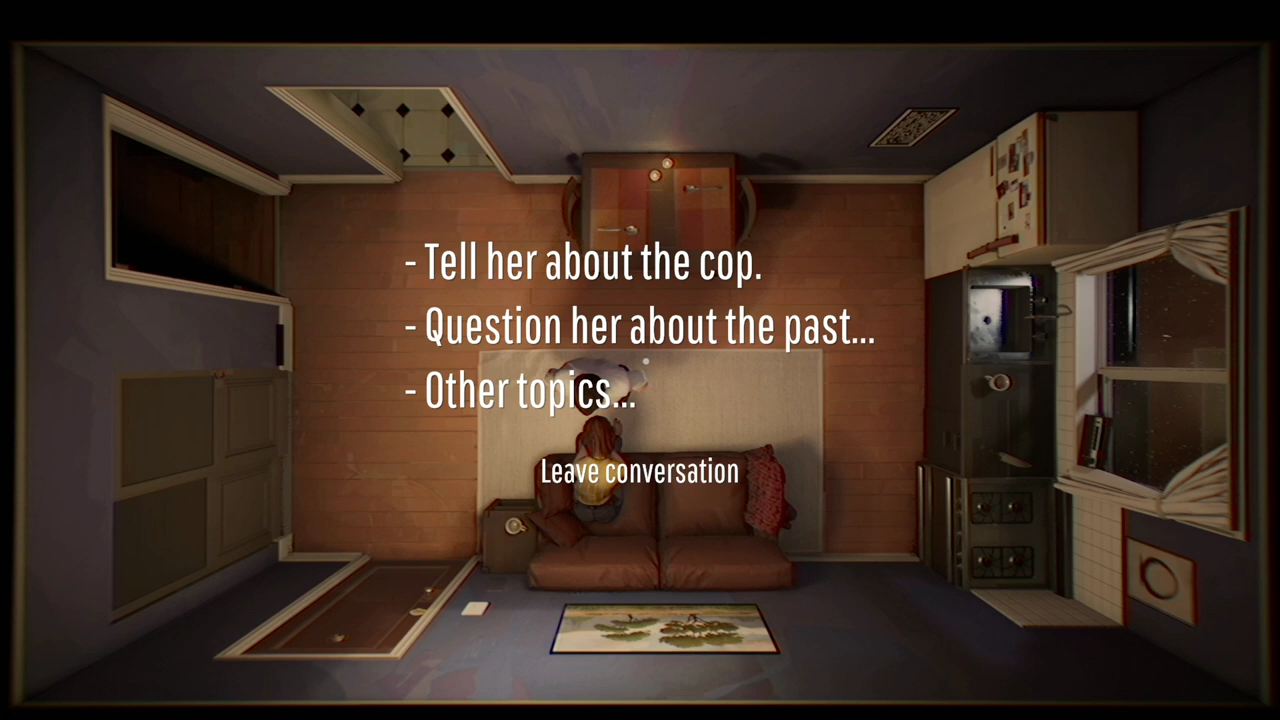 - Tell her about the cop.
- Question her about the past...
- Other topics...
Leave conversation